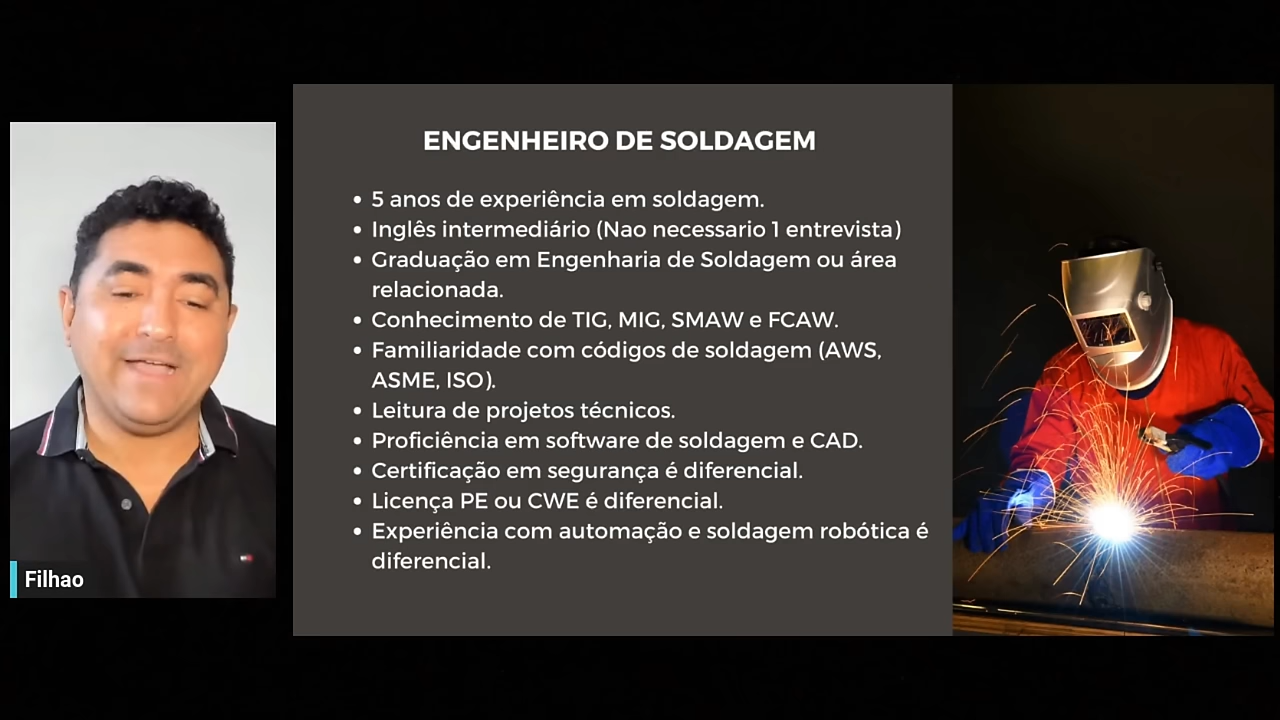 ENGENHEIRO DE SOLDAGEM
• 5 anos de experiência em soldagem.
• Inglês intermediário (Nao necessario 1 entrevista)
• Graduação em Engenharia de Soldagem ou área
relacionada.
• Conhecimento de TIG, MIG, SMAW e FCAW.
• Familiaridade com códigos de soldagem (AWS,
ASME, ISO).
• Leitura de projetos técnicos.
• Proficiência em software de soldagem e CAD.
• Certificação em segurança é diferencial.
• Licença PE ou CWE é diferencial.
• Experiência com automação e soldagem robótica é
diferencial.
Filhao